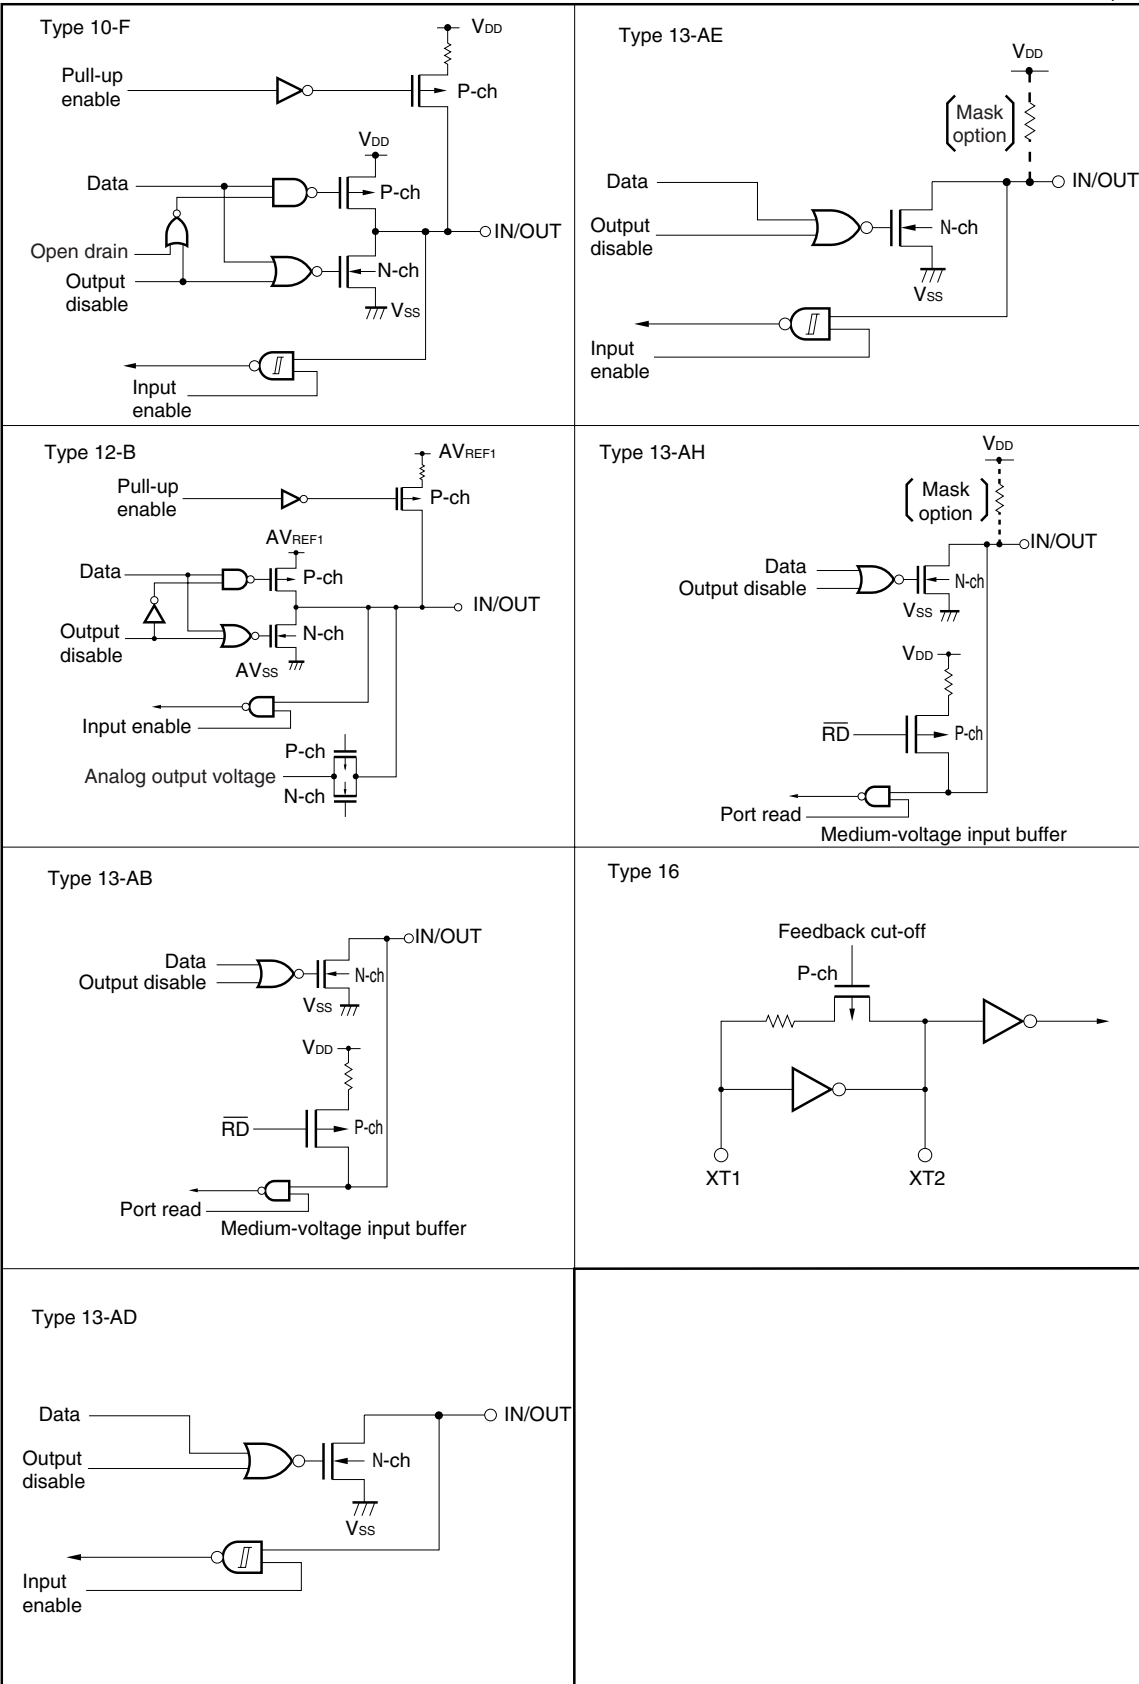 Type 10-F
VDD
Pull-up
enable
P-ch
VDD
Data
P-ch
Open drain
IN/OUT
Output
disable
N-ch
VSS
Input
enable
Type 13-AE
VDD
Mask
option
Data
IN/OUT
Output
disable
N-ch
VSS
Input
enable
Type 12-B
AVREF1
Pull-up
enable
P-ch
AVREF1
Data
P-ch
IN/OUT
Output
disable
N-ch
AVSS
Input enable
P-ch
Analog output voltage
N-ch
Type 13-AH
VDD
Mask
option
IN/OUT
Data
Output disable
N-ch
VSS
VDD
RD
P-ch
Port read
Medium-voltage input buffer
Type 13-AB
IN/OUT
Data
Output disable
N-ch
VSS
VDD
RD
P-ch
Port read
Medium-voltage input buffer
Type 16
Feedback cut-off
P-ch
XT1
XT2
Type 13-AD
Data
IN/OUT
Output
disable
N-ch
VSS
Input
enable